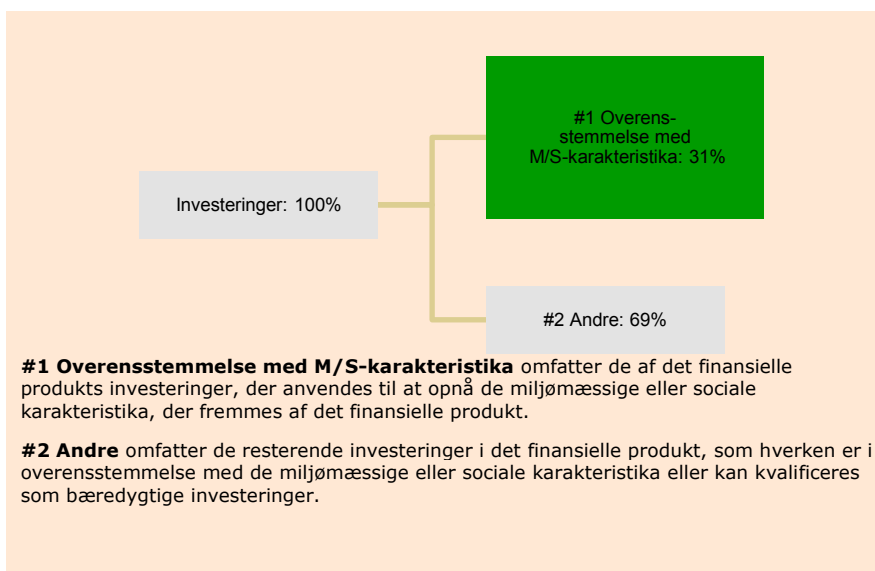 #1 Overens-
stemmelse med
M/S-karakteristika: 31%
Investeringer: 100%
#2 Andre: 69%
#1 Overensstemmelse med M/S-karakteristika omfatter de af det finansielle
produkts investeringer, der anvendes til at opnå de miljømæssige eller sociale
karakteristika, der fremmes af det finansielle produkt.
#2 Andre omfatter de resterende investeringer i det finansielle produkt, som hverken er i
overensstemmelse med de miljømæssige eller sociale karakteristika eller kan kvalificeres
som bæredygtige investeringer.